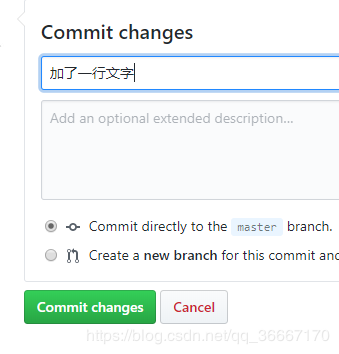 Commit changes
加了一行文字
Add an optional extended description...
Commit directly to the master branch.
Create a new branch for this commit and
Commit changes
Cancel
https://blog.csdn.net/qq_36667170